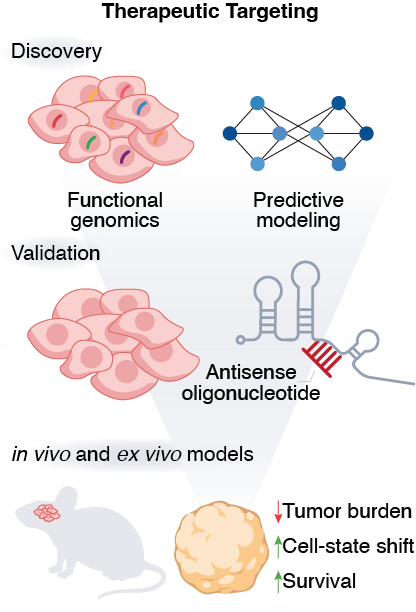 Therapeutic Targeting
Discovery
Functional
genomics
Predictive
modeling
Validation
Antisense
oligonucleotide
in vivo and ex vivo models
↓Tumor burden
↑Cell-state shift
↑Survival